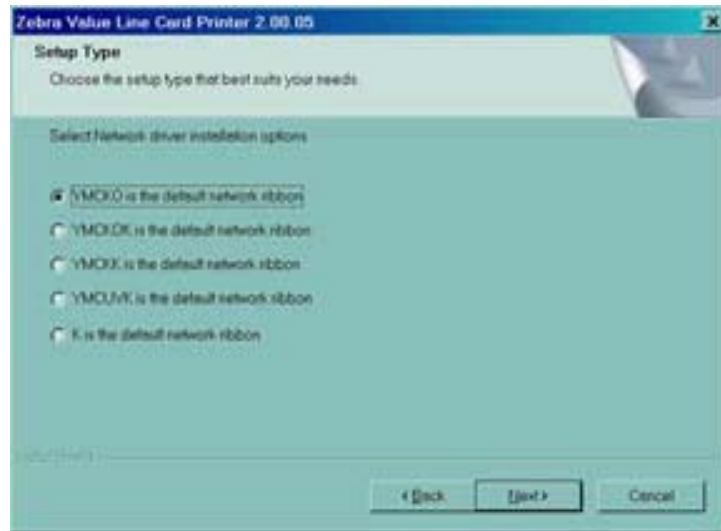 Zebra Value Line Card Printer 2.00.05
Setup Type
Choose the setup type that best suits your needs.
Select Network driver installation options
YMCKO is the default network ribbon
YMCKOK is the default network ribbon
YMCKK is the default network ribbon
YMCUVK is the default network ribbon
K is the default network ribbon
< Back
Next >
Cancel